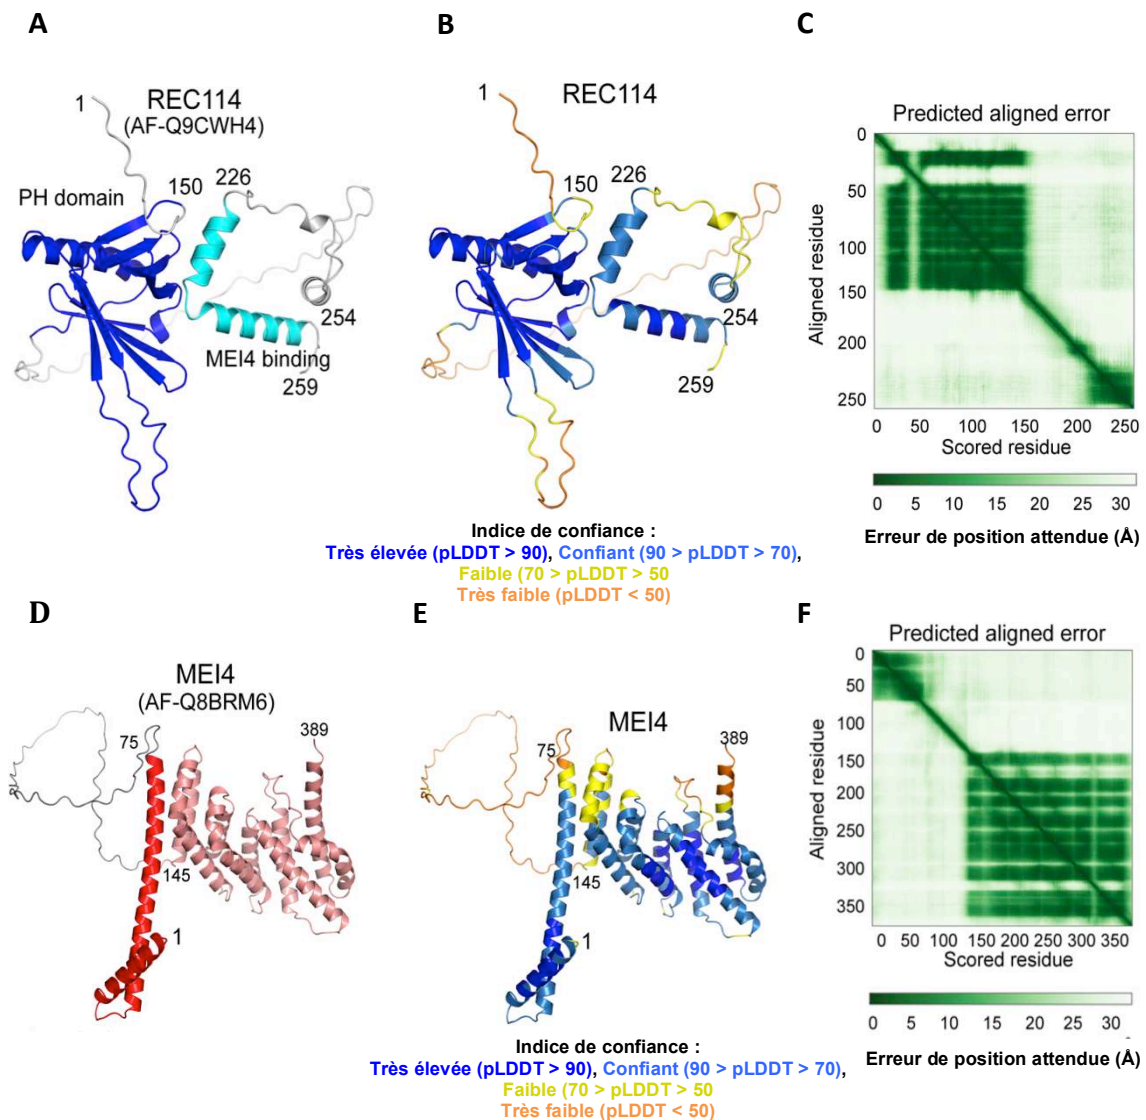 A
B
C
REC114
(AF-Q9CWH4)
1
PH domain
150
226
254
MEI4 binding
259
REC114
1
150
226
254
259
Predicted aligned error
0
50
100
150
200
250
Aligned residue
0 50 100 150 200 250
Scored residue
0 5 10 15 20 25 30
Erreur de position attendue (Å)
Indice de confiance :
Très élevée (pLDDT > 90), Confiant (90 > pLDDT > 70),
Faible (70 > pLDDT > 50
Très faible (pLDDT < 50)
D
E
F
MEI4
(AF-Q8BRM6)
75
389
145
1
MEI4
75
389
145
1
Predicted aligned error
0
50
100
150
200
250
300
350
Aligned residue
0 50 100 150 200 250 300 350
Scored residue
0 5 10 15 20 25 30
Erreur de position attendue (Å)
Indice de confiance :
Très élevée (pLDDT > 90), Confiant (90 > pLDDT > 70),
Faible (70 > pLDDT > 50
Très faible (pLDDT < 50)